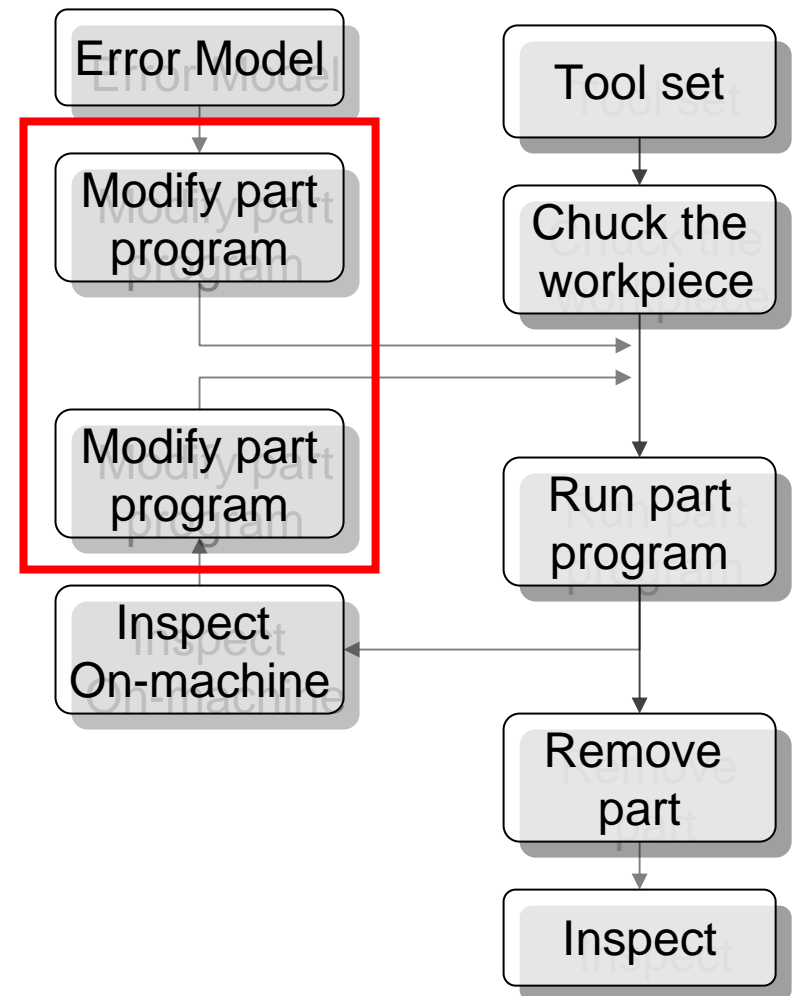 Error Model
Modify part
program
Modify part
program
Inspect
On-machine
Tool set
Chuck the
workpiece
Run part
program
Remove
part
Inspect